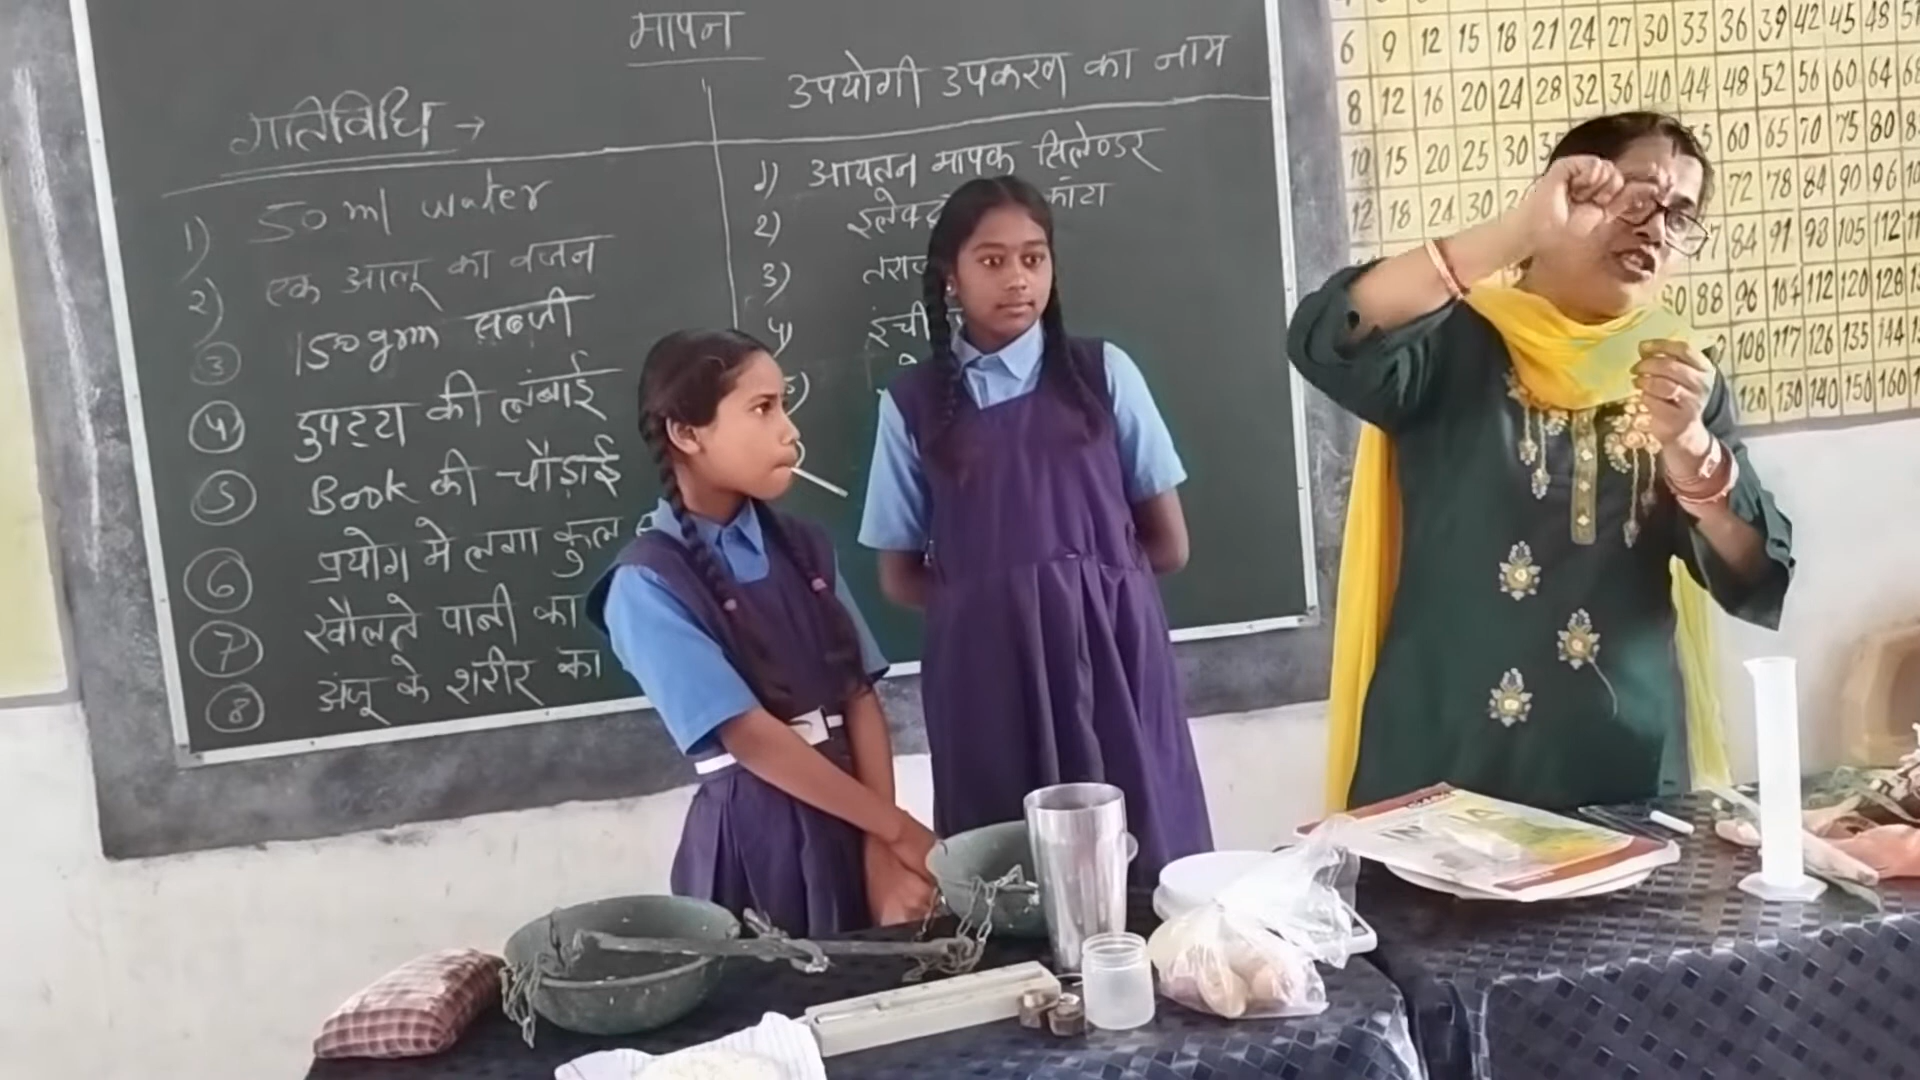 मापन
गतिविधि →
1) 50 ml water
2) एक आलू का वजन
3 150 gm सब्जी
4 दुपट्टा की लंबाई
5 Book की चौड़ाई
6 प्रयोग मे लगा कुल
7 खौलते पानी का
8 अंजू के शरीर का
उपयोगी उपकरण का नाम
1) आयतन मापक सिलेण्डर
2) कांटा
3)
4) इंची
5)
6 9 12 15 18 21 24 27 30 33 36 39 42 45 48
8 12 16 20 24 28 32 36 40 44 48 52 56 60 64
10 15 20 25 30 60 65 70 75 80
12 18 24 30 72 78 84 90 96
84 91 98 105 112
88 96 104 112 120 128
108 117 126 135 144
120 130 140 150 160